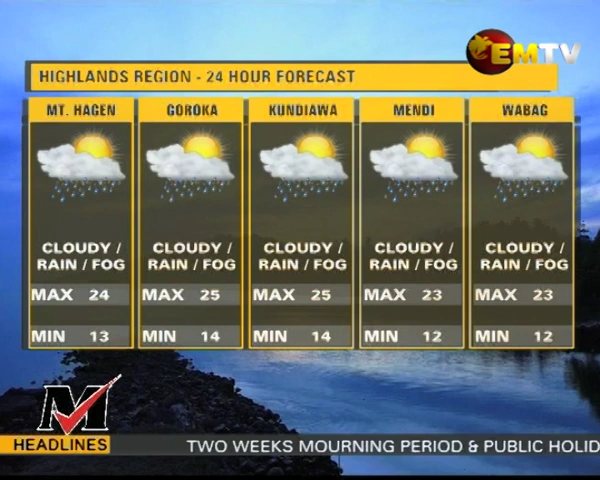 EMTV
HIGHLANDS REGION - 24 HOUR FORECAST
MT. HAGEN
CLOUDY /
RAIN / FOG
MAX 24
MIN 13
GOROKA
CLOUDY /
RAIN / FOG
MAX 25
MIN 14
KUNDIAWA
CLOUDY /
RAIN / FOG
MAX 25
MIN 14
MENDI
CLOUDY /
RAIN / FOG
MAX 23
MIN 12
WABAG
CLOUDY /
RAIN / FOG
MAX 23
MIN 12
M
HEADLINES
TWO WEEKS MOURNING PERIOD & PUBLIC HOLID